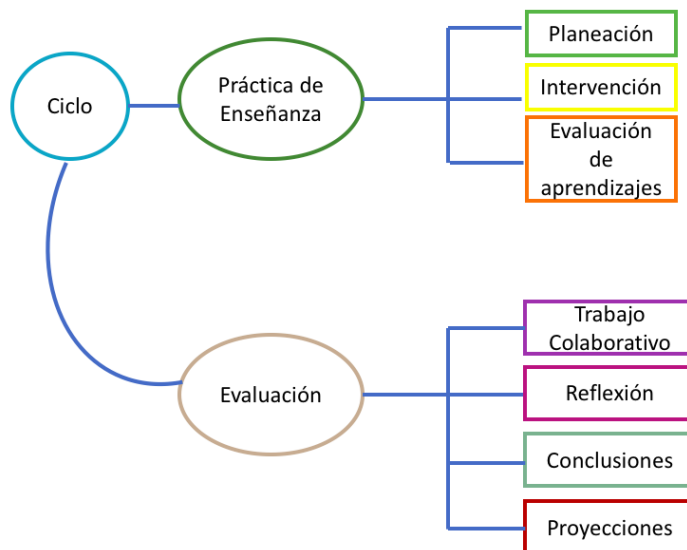 Ciclo
Práctica de
Enseñanza
Planeación
Intervención
Evaluación
de
aprendizajes
Evaluación
Trabajo
Colaborativo
Reflexión
Conclusiones
Proyecciones